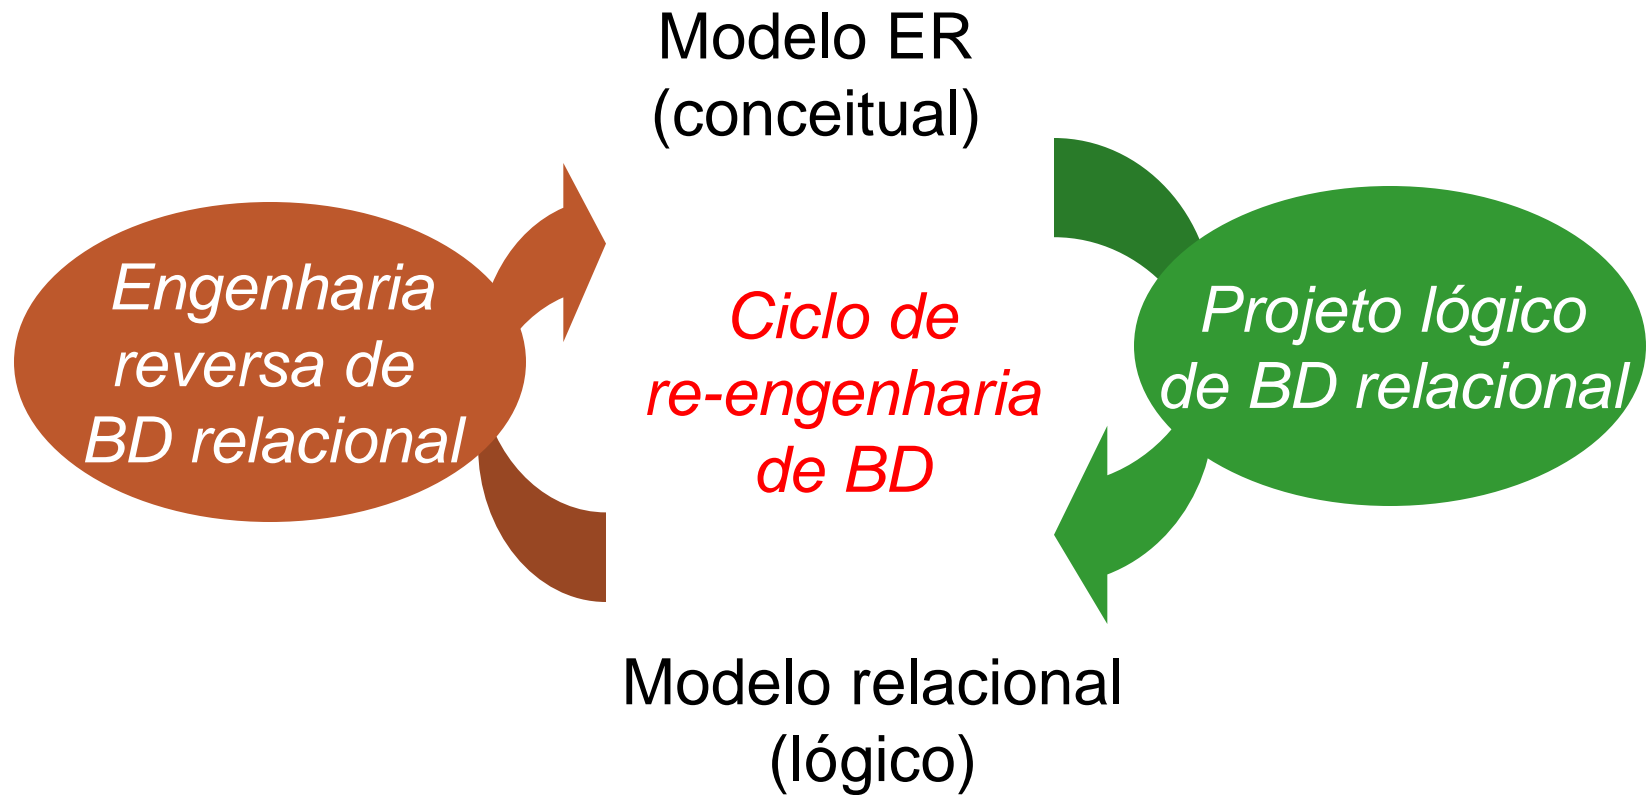 Modelo ER
(conceitual)
Engenharia
reversa de
BD relacional
Ciclo de
re-engenharia
de BD
Projeto lógico
de BD relacional
Modelo relacional
(lógico)